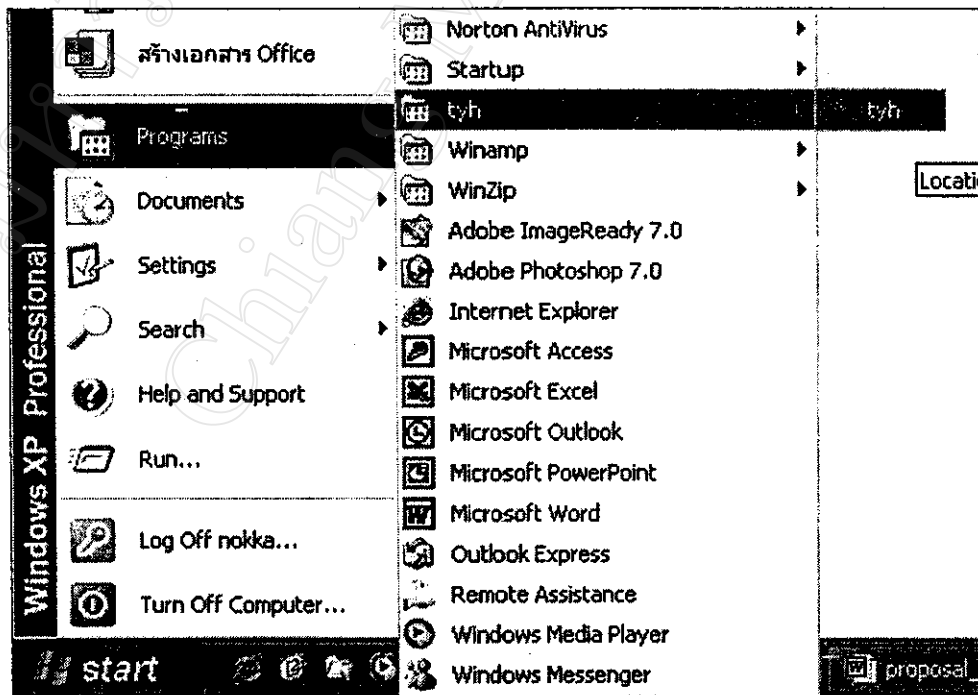 Windows XP Professional
สร้างเอกสาร Office
Programs
Documents
Settings
Search
Help and Support
Run...
Log Off nokka...
Turn Off Computer...
Norton AntiVirus
Startup
tyh
Winamp
WinZip
Adobe ImageReady 7.0
Adobe Photoshop 7.0
Internet Explorer
Microsoft Access
Microsoft Excel
Microsoft Outlook
Microsoft PowerPoint
Microsoft Word
Outlook Express
Remote Assistance
Windows Media Player
Windows Messenger
tyh
Locati
start
proposal_
Chiang